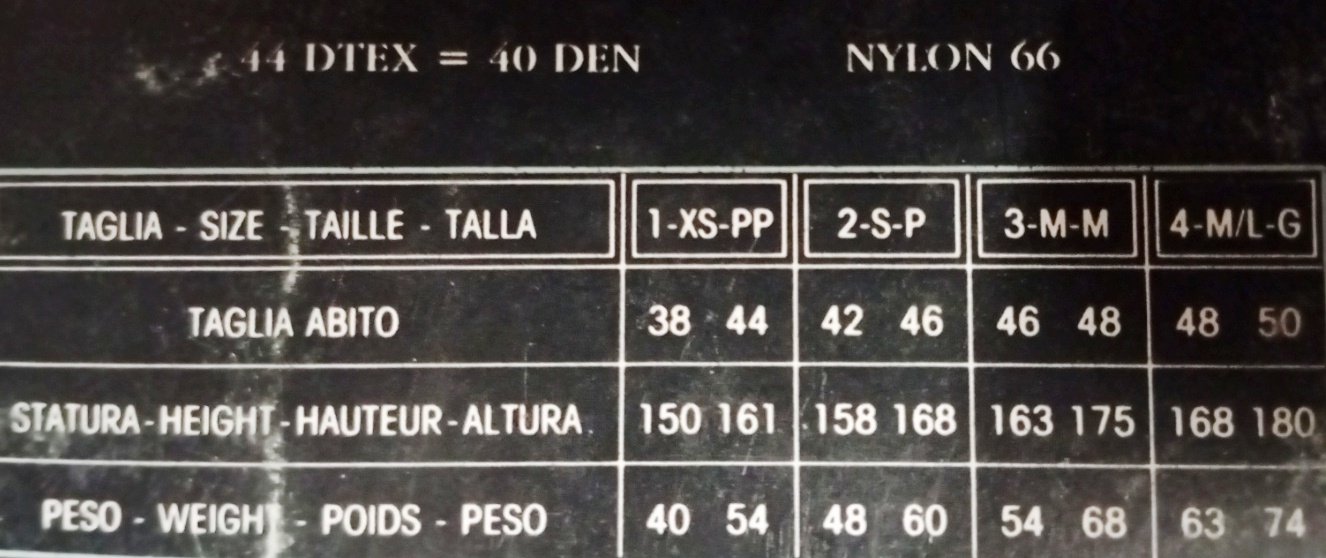 44 DTEX = 40 DEN NYLON 66
TAGLIA - SIZE - TAILLE - TALLA 1-XS-PP 2-S-P 3-M-M 4-M/L-G
TAGLIA ABITO 38 44 42 46 46 48 48 50
STATURA-HEIGHT-HAUTEUR-ALTURA 150 161 158 168 163 175 168 180
PESO - WEIGHT - POIDS - PESO 40 54 48 60 54 68 63 74